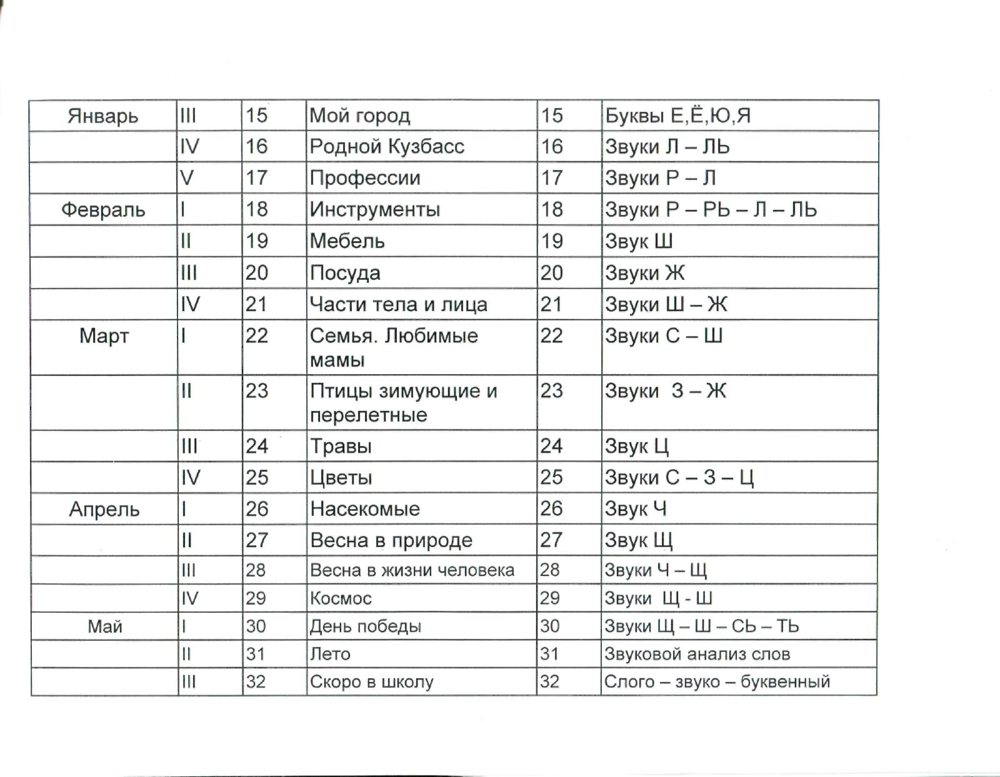 Январь III 15 Мой город 15 Буквы Е,Ё,Ю,Я
IV 16 Родной Кузбасс 16 Звуки Л – ЛЬ
V 17 Профессии 17 Звуки Р – Л
Февраль I 18 Инструменты 18 Звуки Р – РЬ – Л – ЛЬ
II 19 Мебель 19 Звук Ш
III 20 Посуда 20 Звуки Ж
IV 21 Части тела и лица 21 Звуки Ш – Ж
Март I 22 Семья. Любимые 22 Звуки С – Ш
мамы
II 23 Птицы зимующие и 23 Звуки З – Ж
перелетные
III 24 Травы 24 Звук Ц
IV 25 Цветы 25 Звуки С – З – Ц
Апрель I 26 Насекомые 26 Звук Ч
II 27 Весна в природе 27 Звук Щ
III 28 Весна в жизни человека 28 Звуки Ч – Щ
IV 29 Космос 29 Звуки Щ - Ш
Май I 30 День победы 30 Звуки Щ – Ш – СЬ – ТЬ
II 31 Лето 31 Звуковой анализ слов
III 32 Скоро в школу 32 Слого – звуко – буквенный